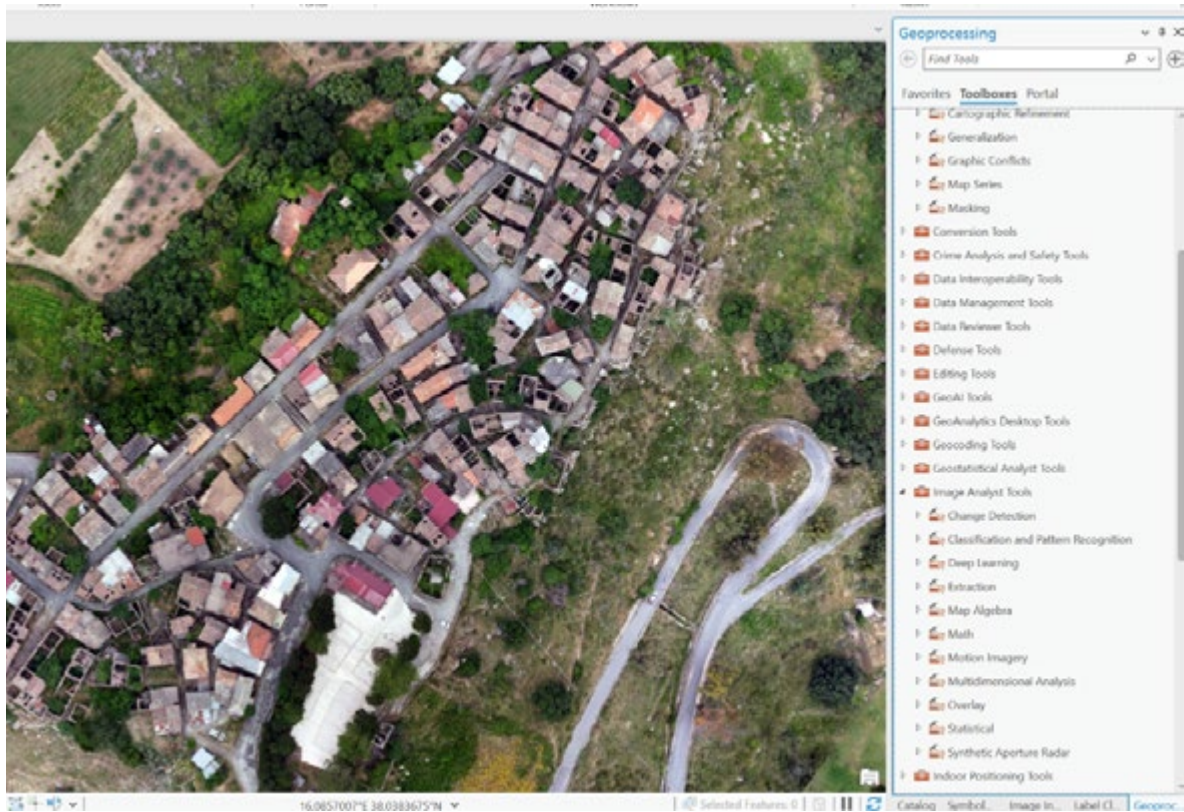 Geoprocessing
Find Tools
Favorites Toolboxes Portal
Cartographic Refinement
Generalization
Graphic Conflicts
Map Series
Masking
Conversion Tools
Crime Analysis and Safety Tools
Data Interoperability Tools
Data Management Tools
Data Reviewer Tools
Defense Tools
Editing Tools
GeoAI Tools
GeoAnalytics Desktop Tools
Geocoding Tools
Geostatistical Analyst Tools
Image Analyst Tools
Change Detection
Classification and Pattern Recognition
Deep Learning
Extraction
Map Algebra
Math
Motion Imagery
Multidimensional Analysis
Overlay
Statistical
Synthetic Aperture Radar
Indoor Positioning Tools
16.0857007°E 38.0383675°N
Selected Features: 0
Catalog Symbol... Image In... Label Cl... Geoproc...